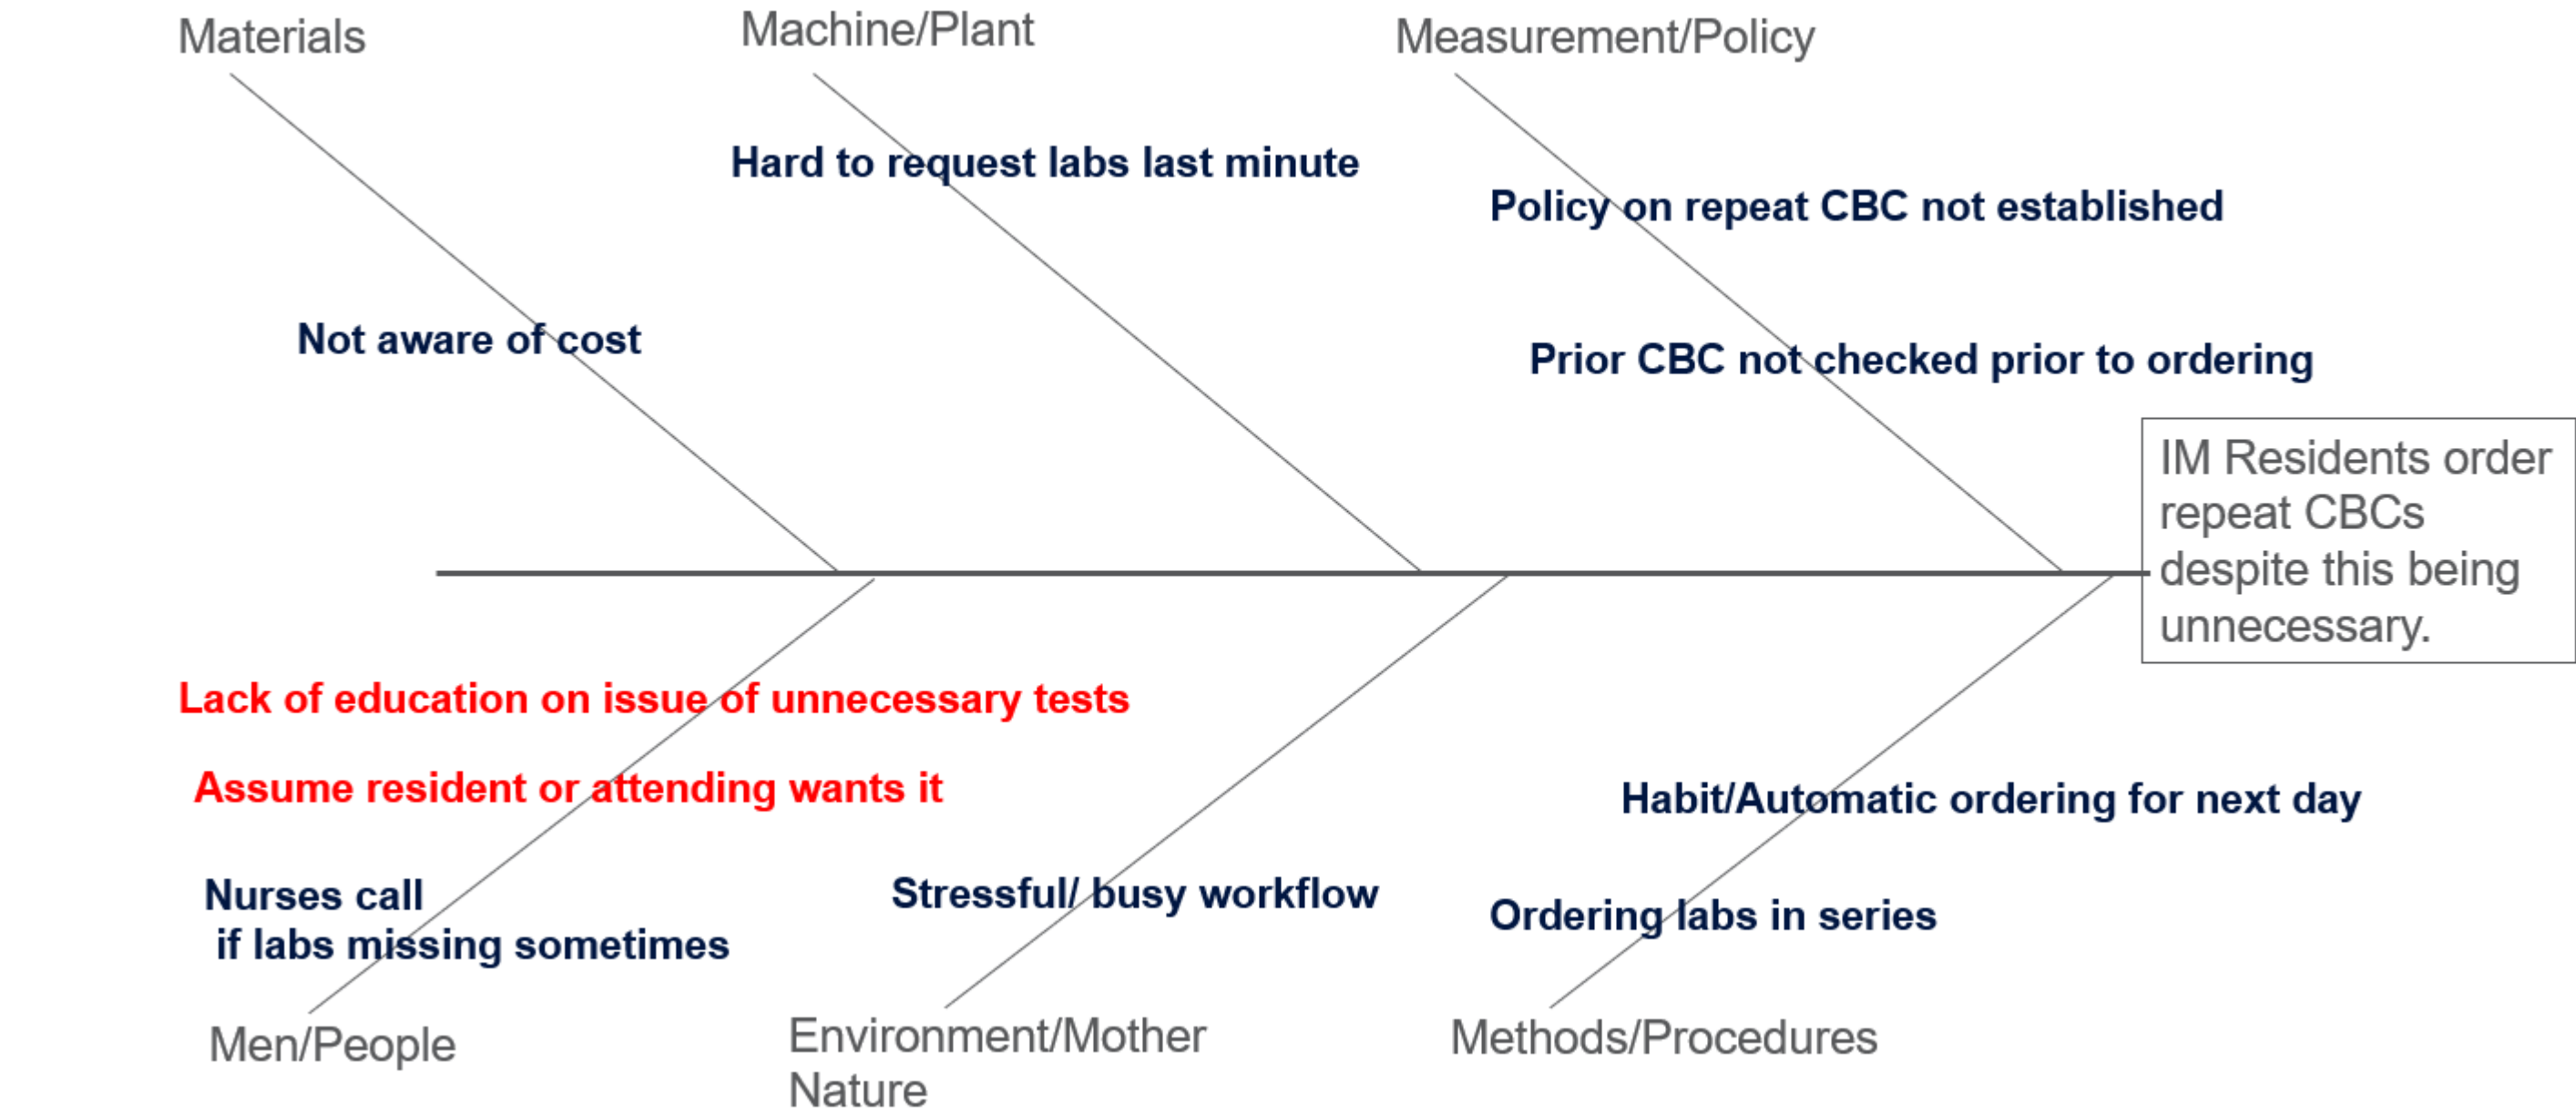 Materials
Machine/Plant
Measurement/Policy
Hard to request labs last minute
Policy on repeat CBC not established
Not aware of cost
Prior CBC not checked prior to ordering
IM Residents order
repeat CBCs
despite this being
unnecessary.
Lack of education on issue of unnecessary tests
Assume resident or attending wants it
Habit/Automatic ordering for next day
Nurses call
if labs missing sometimes
Stressful/ busy workflow
Ordering labs in series
Men/People
Environment/Mother
Nature
Methods/Procedures